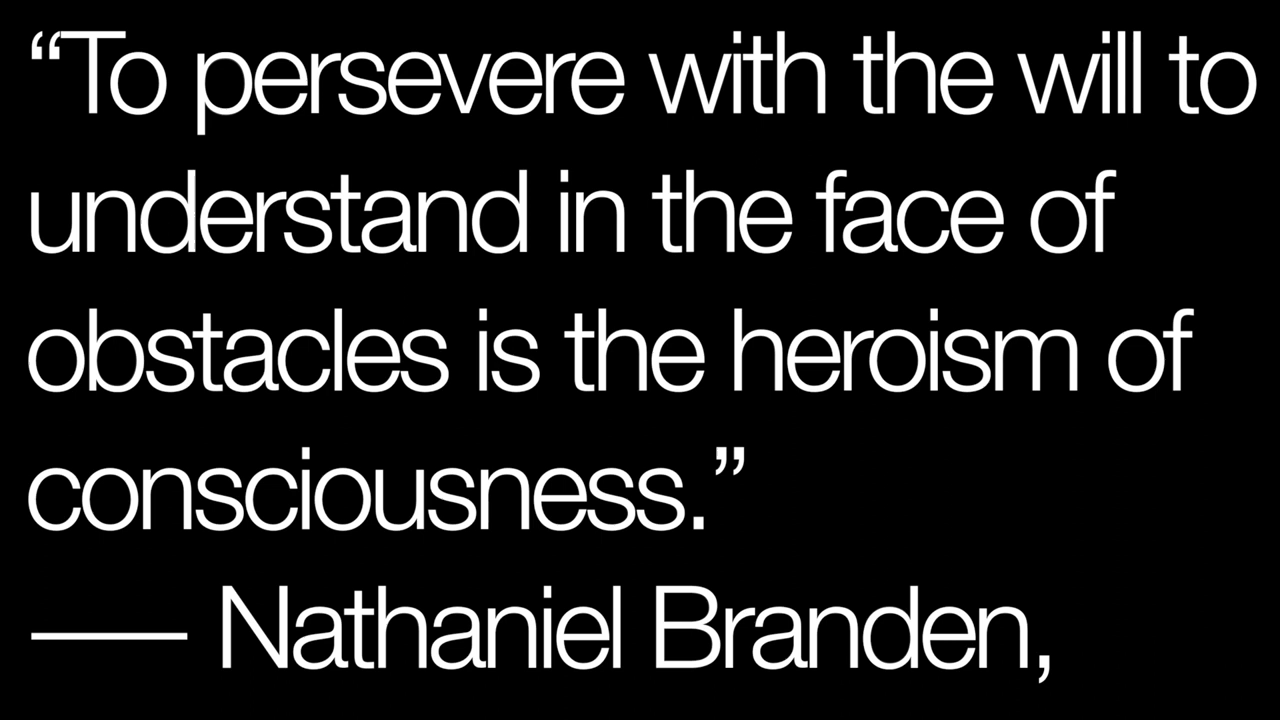 “To persevere with the will to
understand in the face of
obstacles is the heroism of
consciousness.”
— Nathaniel Branden,